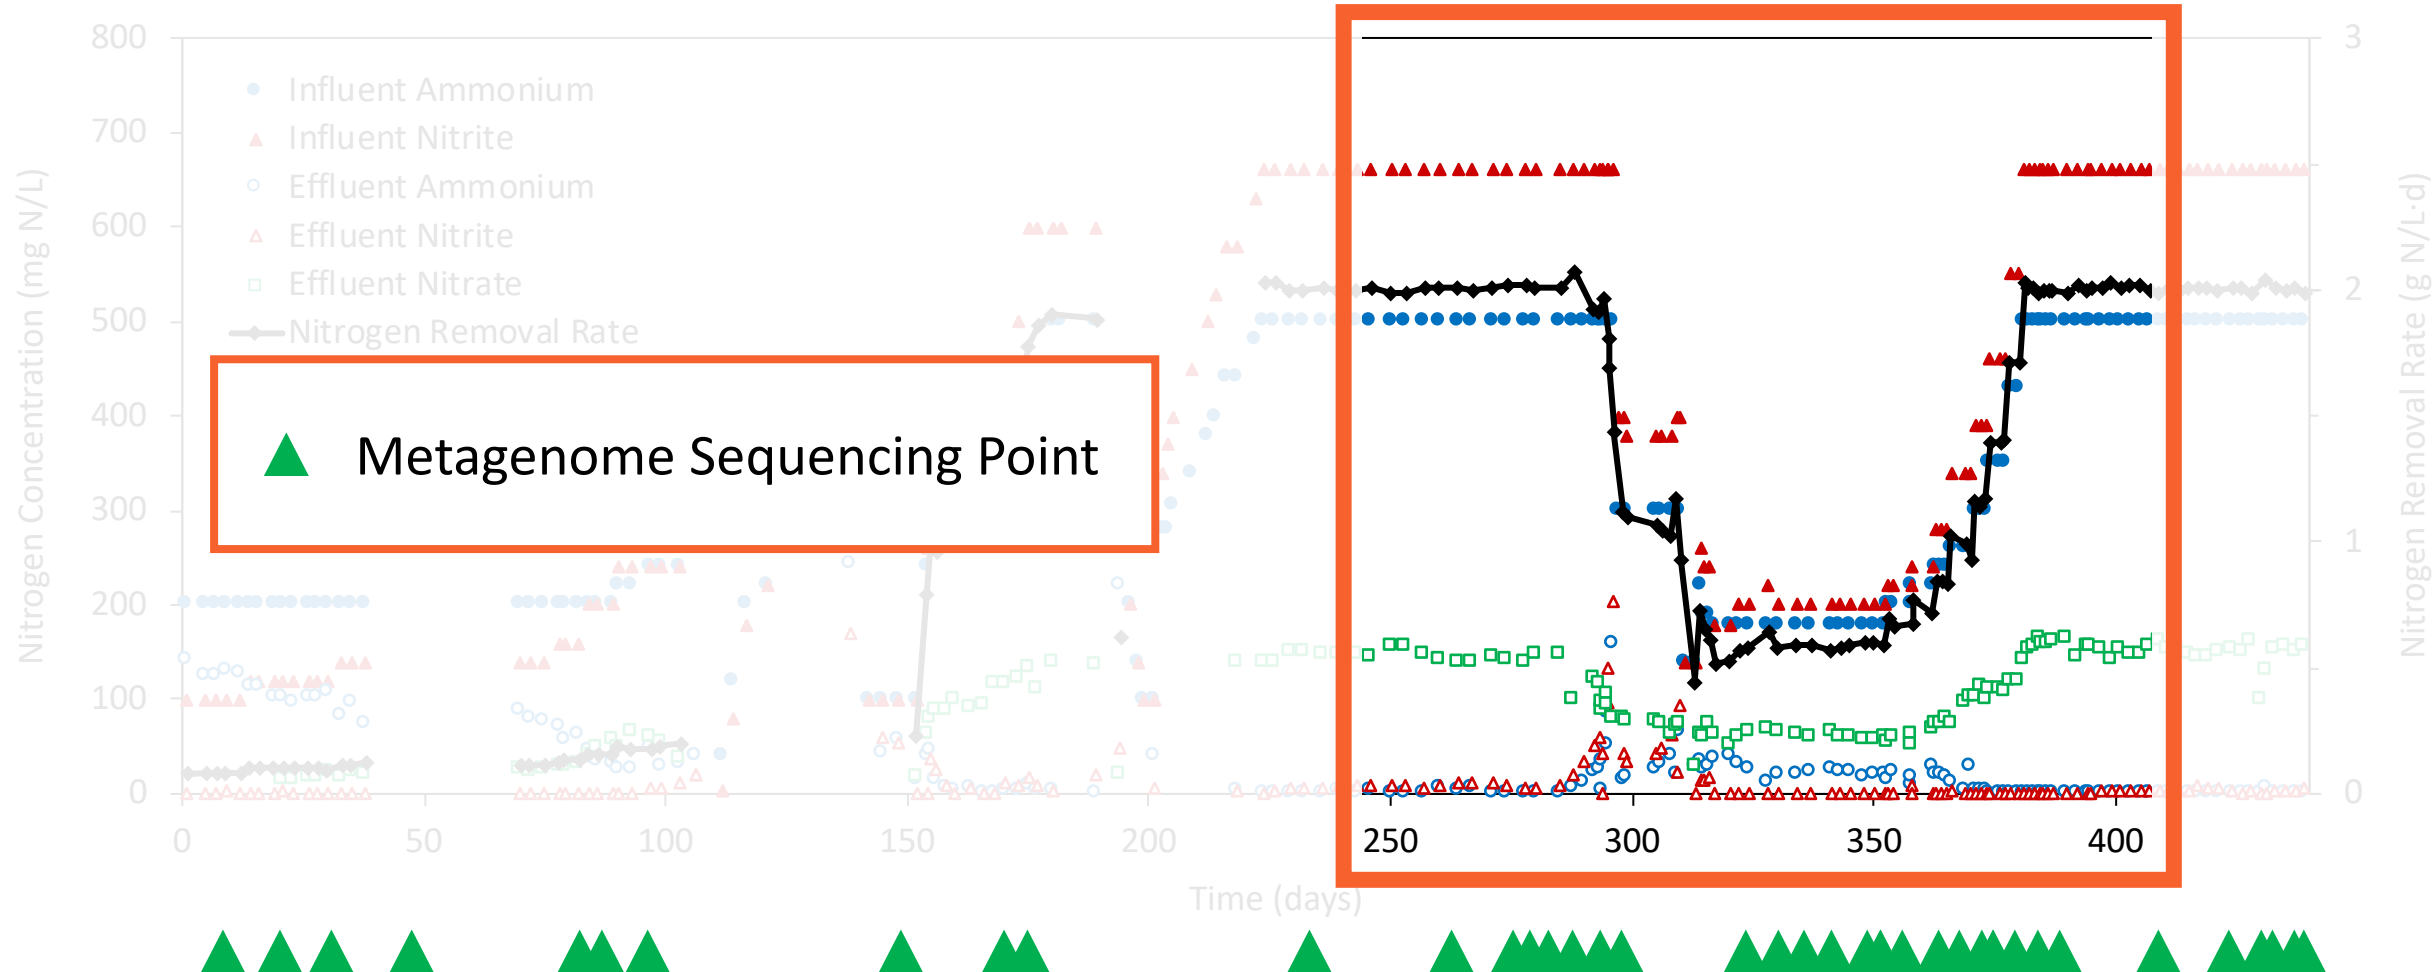 800
700
600
500
400
300
200
100
0
Nitrogen Concentration (mg N/L)
Influent Ammonium
Influent Nitrite
Effluent Ammonium
Effluent Nitrite
Effluent Nitrate
Nitrogen Removal Rate
Metagenome Sequencing Point
3
2
1
0
Nitrogen Removal Rate (g N/L·d)
0 50 100 150 200 250 300 350 400
Time (days)